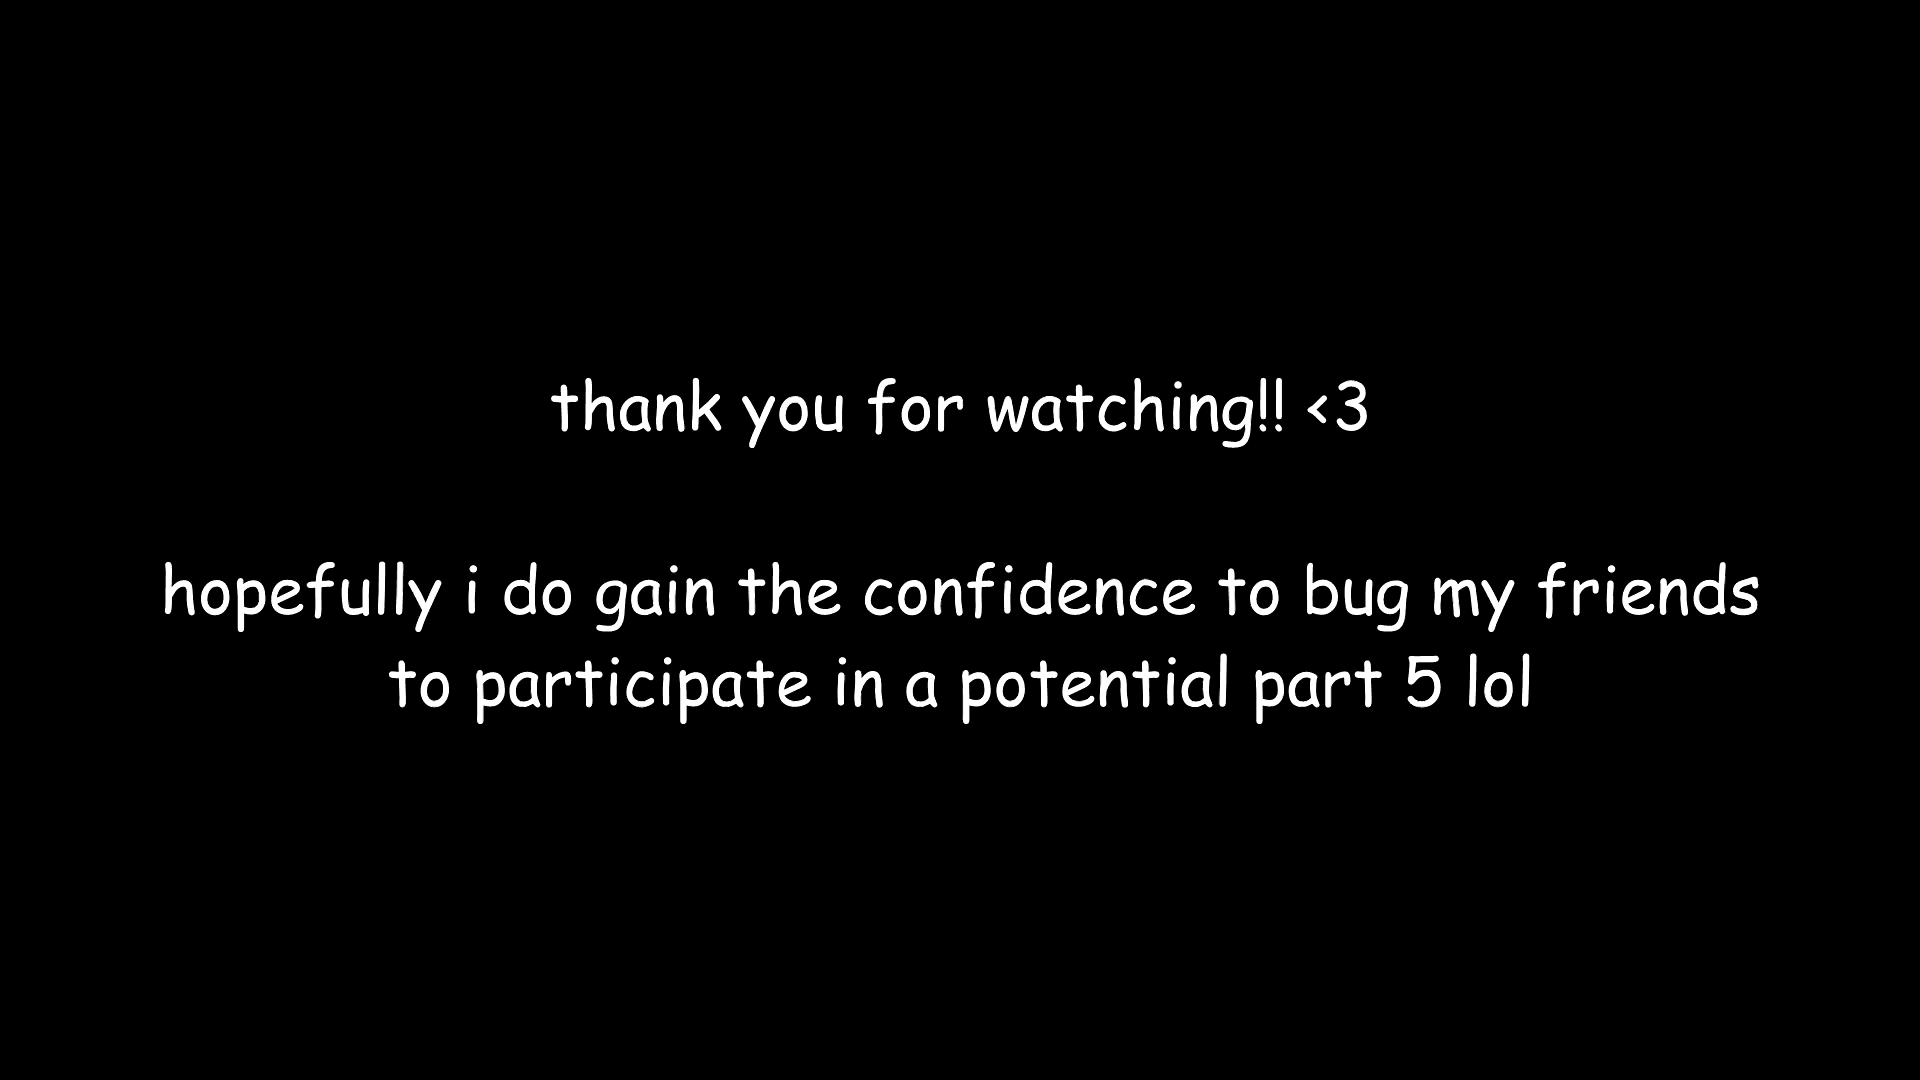 thank you for watching!! <3
hopefully i do gain the confidence to bug my friends
to participate in a potential part 5 lol